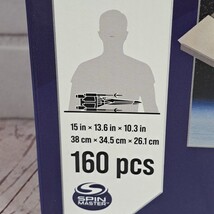 15 in × 13.6 in × 10.3 in
38 cm × 34.5 cm × 26.1 cm
160 pcs
SPIN
MASTER